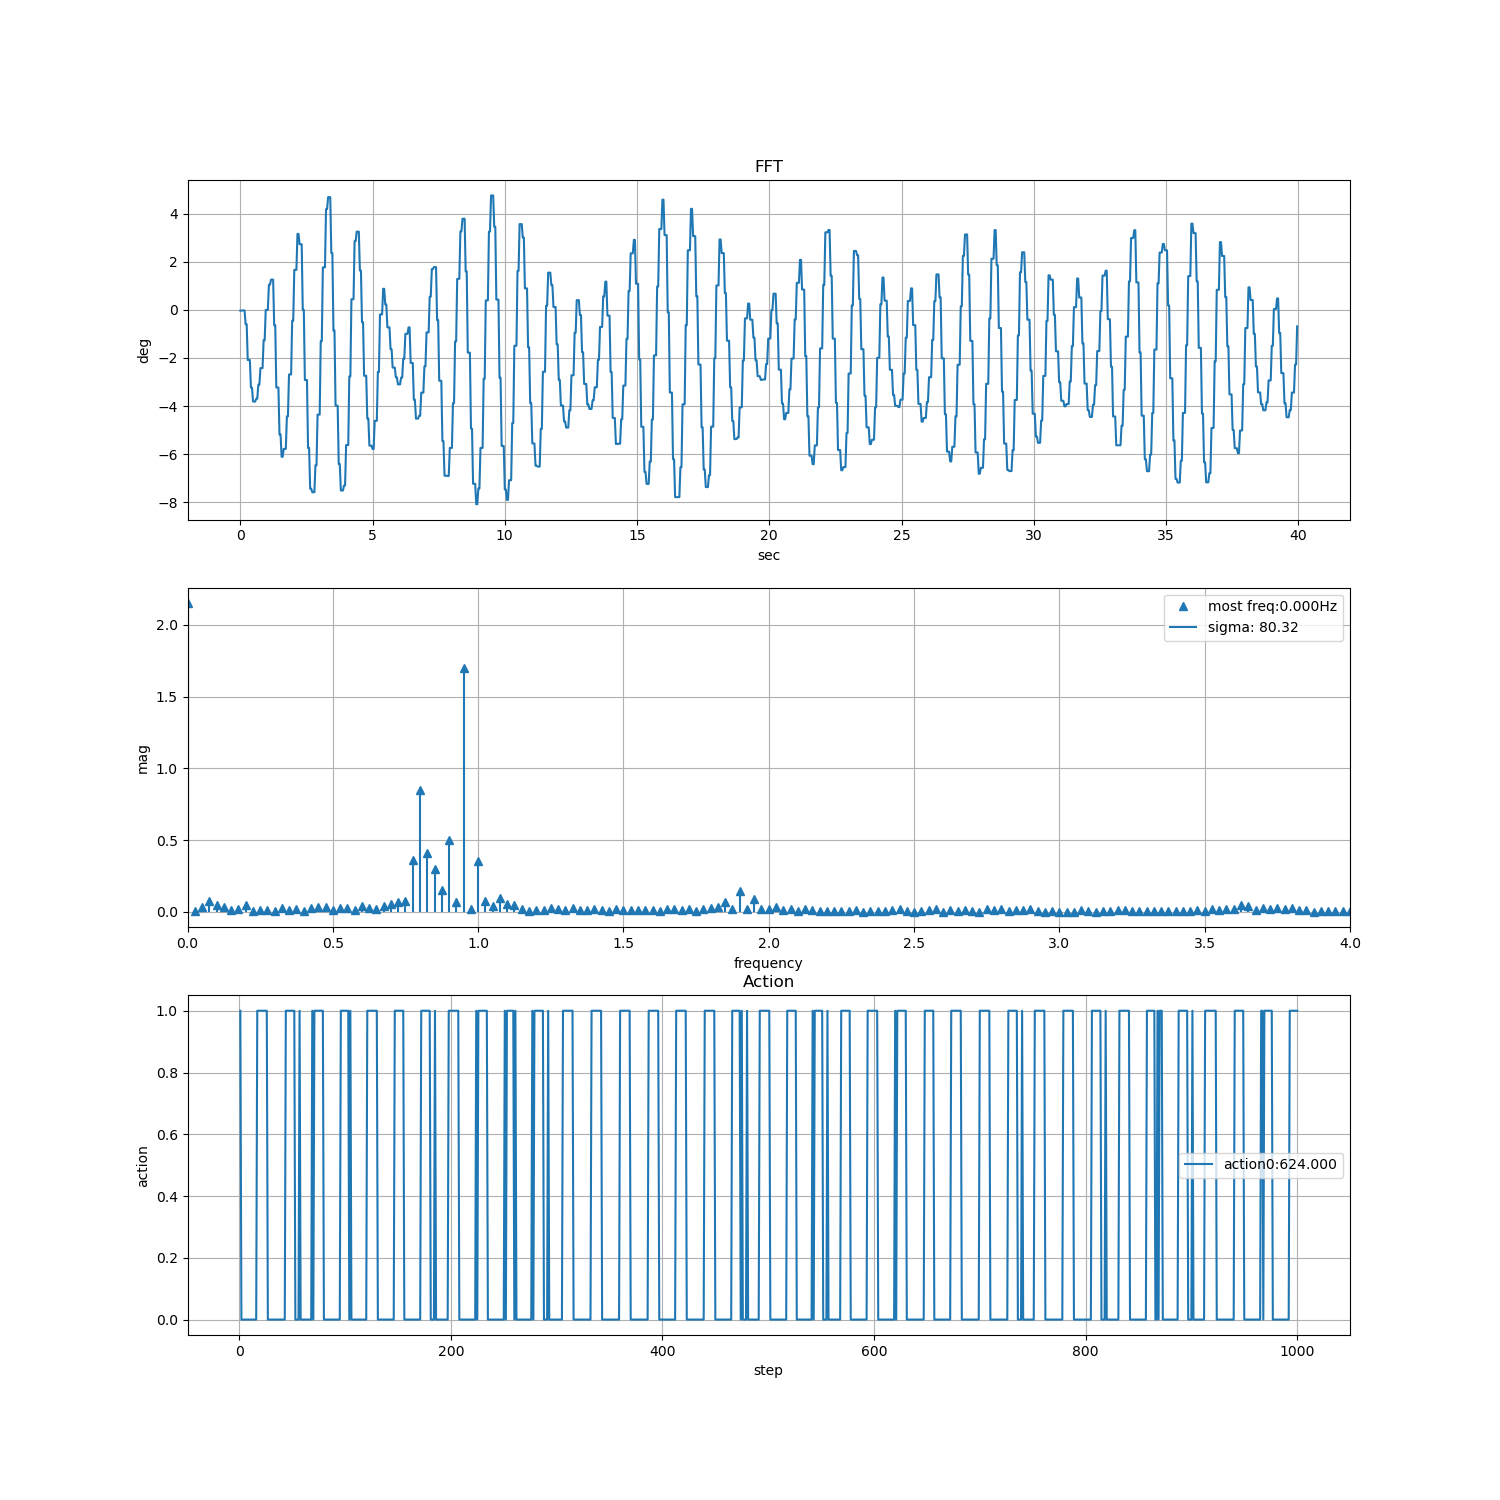 FFT
4
2
0
−2
−4
−6
−8
deg
0 5 10 15 20 25 30 35 40
sec
2.0
1.5
1.0
0.5
0.0
mag
most freq:0.000Hz
sigma: 80.32
0.0 0.5 1.0 1.5 2.0 2.5 3.0 3.5 4.0
frequency
Action
1.0
0.8
0.6
0.4
0.2
0.0
action
action0:624.000
0 200 400 600 800 1000
step